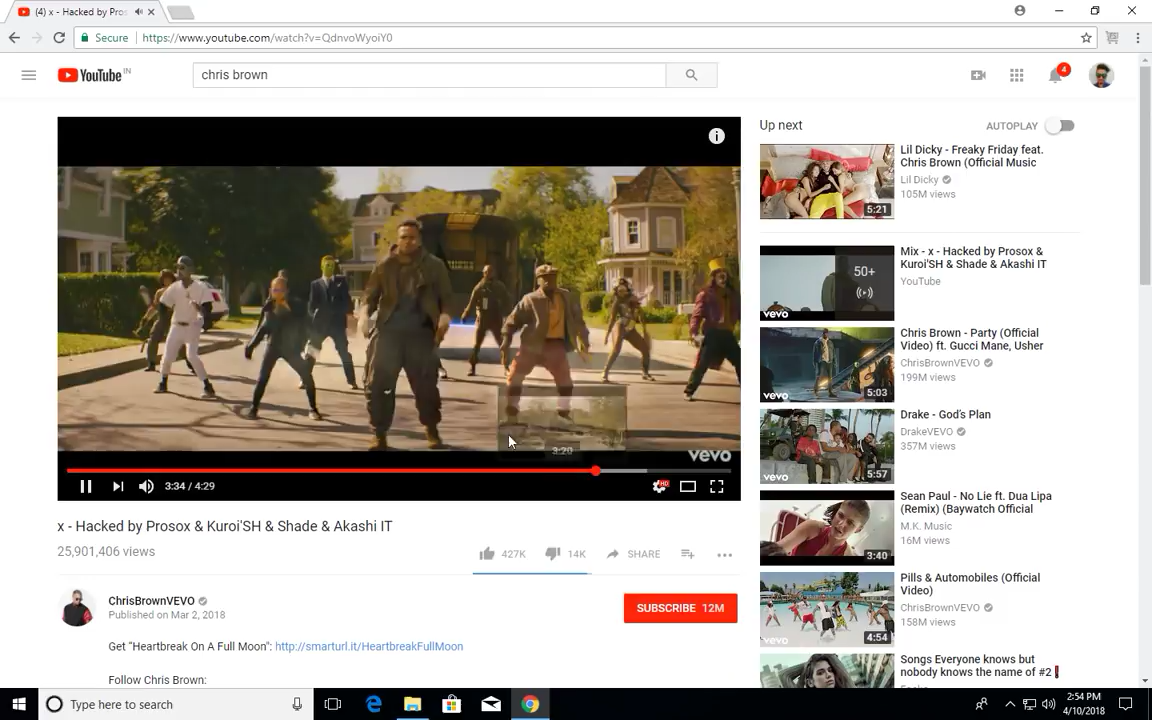 (4) x - Hacked by Pros
Secure
https://www.youtube.com/watch?v=QdnvoWyoiY0
YouTube IN
chris brown
4
i
Up next
AUTOPLAY
Lil Dicky - Freaky Friday feat.
Chris Brown (Official Music
Lil Dicky
105M views
5:21
50+
vevo
Mix - x - Hacked by Prosox &
Kuroi'SH & Shade & Akashi IT
YouTube
Chris Brown - Party (Official
Video) ft. Gucci Mane, Usher
ChrisBrownVEVO
199M views
vevo
5:03
Drake - God's Plan
DrakeVEVO
357M views
vevo
5:57
Sean Paul - No Lie ft. Dua Lipa
(Remix) (Baywatch Official
M.K. Music
16M views
3:40
Pills & Automobiles (Official
Video)
ChrisBrownVEVO
158M views
vevo
4:54
Songs Everyone knows but
nobody knows the name of #2❗
3:20
vevo
3:34 / 4:29
HD
x - Hacked by Prosox & Kuroi'SH & Shade & Akashi IT
25,901,406 views
427K
14K
SHARE
ChrisBrownVEVO
Published on Mar 2, 2018
SUBSCRIBE 12M
Get "Heartbreak On A Full Moon": http://smarturl.it/HeartbreakFullMoon
Follow Chris Brown:
Type here to search
2:54 PM
4/10/2018